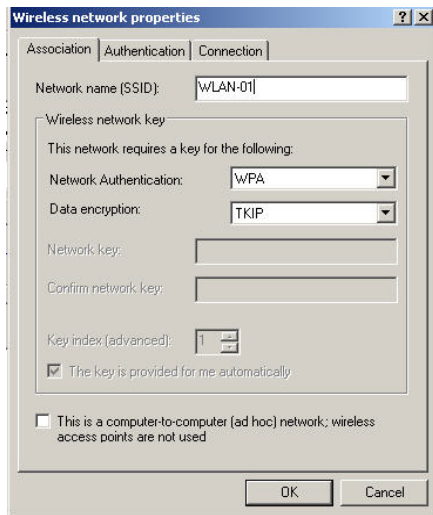 Wireless network properties
Association Authentication Connection
Network name (SSID): WLAN-01
Wireless network key
This network requires a key for the following:
Network Authentication: WPA
Data encryption: TKIP
Network key:
Confirm network key:
Key index (advanced): 1
The key is provided for me automatically
This is a computer-to-computer (ad hoc) network; wireless
access points are not used
OK Cancel